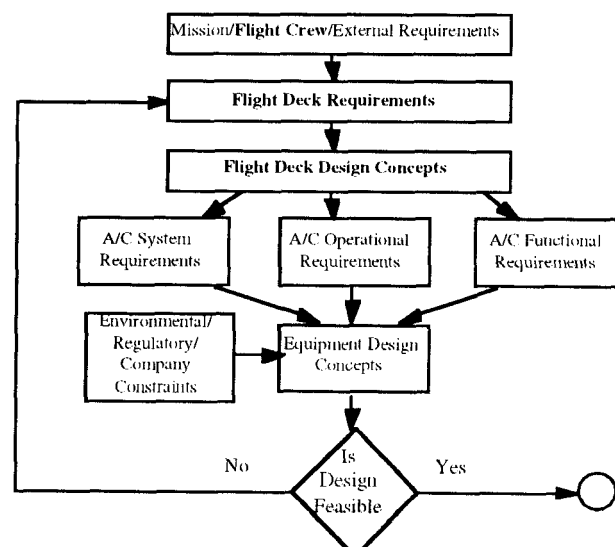 Mission/Flight Crew/External Requirements
Flight Deck Requirements
Flight Deck Design Concepts
A/C System
Requirements
A/C Operational
Requirements
A/C Functional
Requirements
Environmental/
Regulatory/
Company
Constraints
Equipment Design
Concepts
No
Is
Design
Feasible
Yes